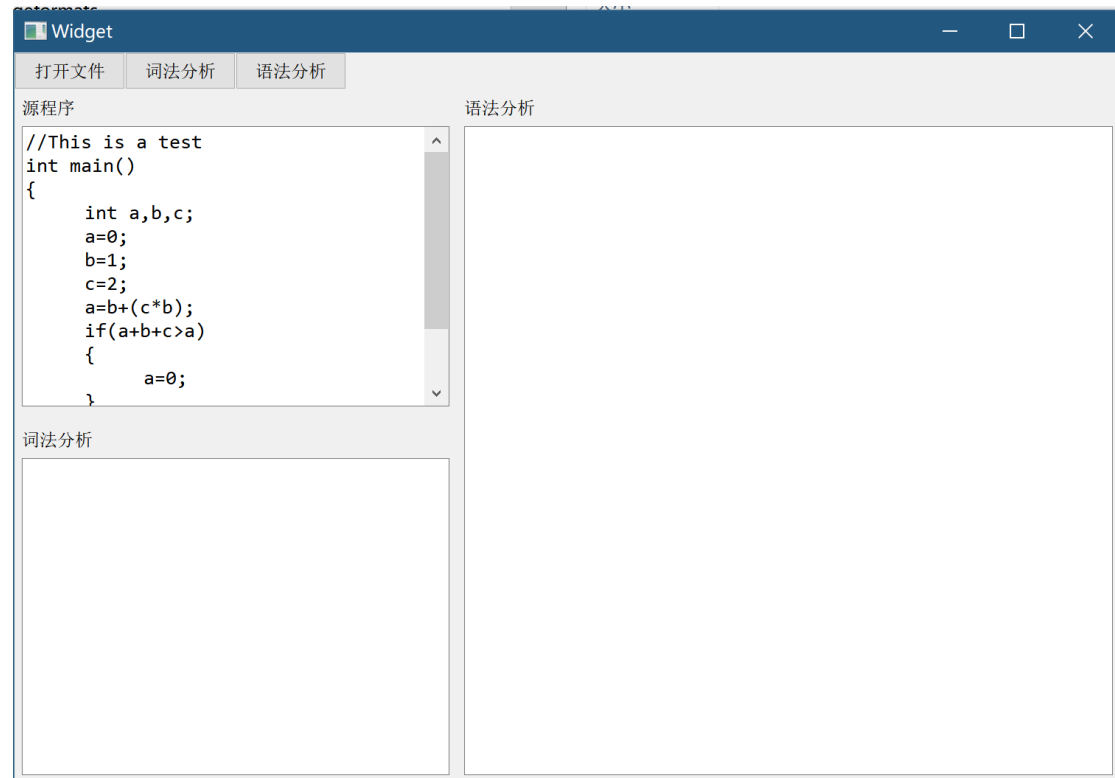 Widget
打开文件 词法分析 语法分析
源程序
//This is a test
int main()
{
int a,b,c;
a=0;
b=1;
c=2;
a=b+(c*b);
if(a+b+c>a)
{
a=0;
}
词法分析
语法分析